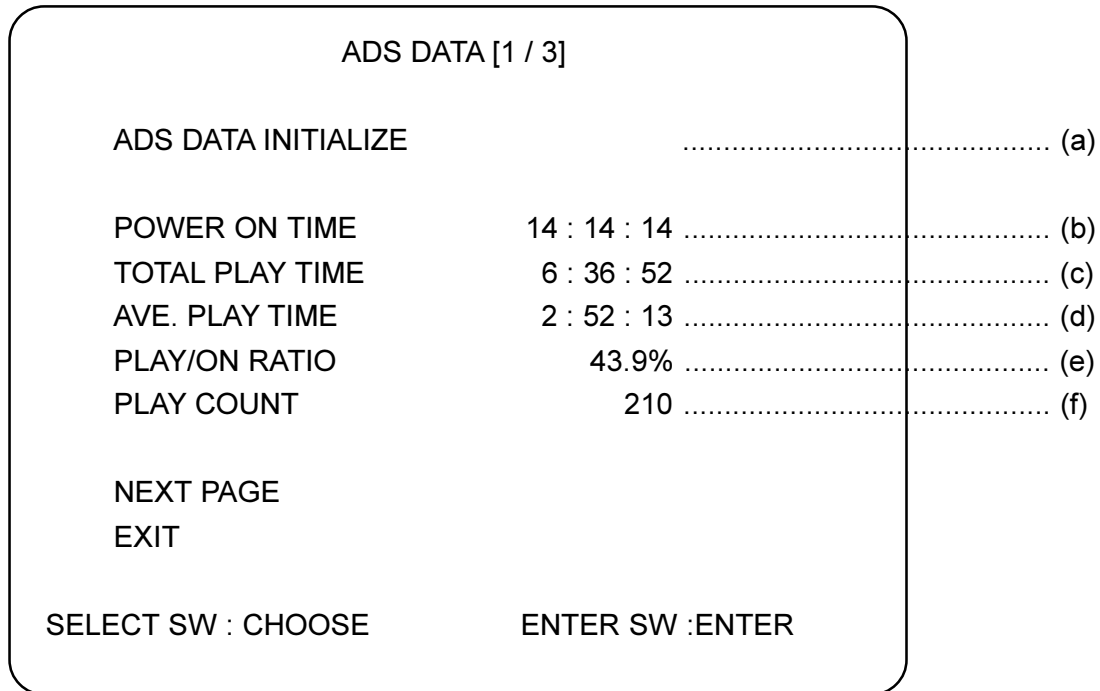 ADS DATA [1 / 3]
ADS DATA INITIALIZE ............................................ (a)
POWER ON TIME 14 : 14 : 14 ............................................ (b)
TOTAL PLAY TIME 6 : 36 : 52 ............................................ (c)
AVE. PLAY TIME 2 : 52 : 13 ............................................ (d)
PLAY/ON RATIO 43.9% ............................................ (e)
PLAY COUNT 210 ............................................ (f)
NEXT PAGE
EXIT
SELECT SW : CHOOSE ENTER SW :ENTER